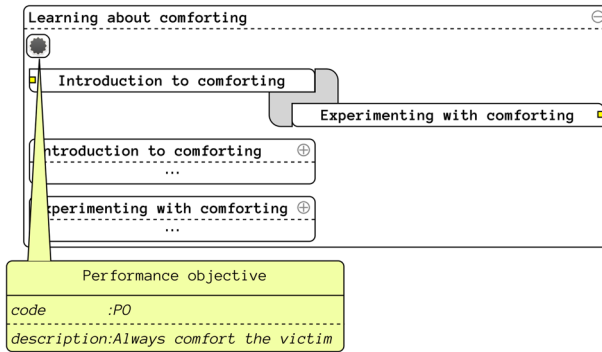 Learning about comforting
Introduction to comforting
Experimenting with comforting
ntroduction to comforting
...
xperimenting with comforting
...
Performance objective
code :PO
description:Always comfort the victim